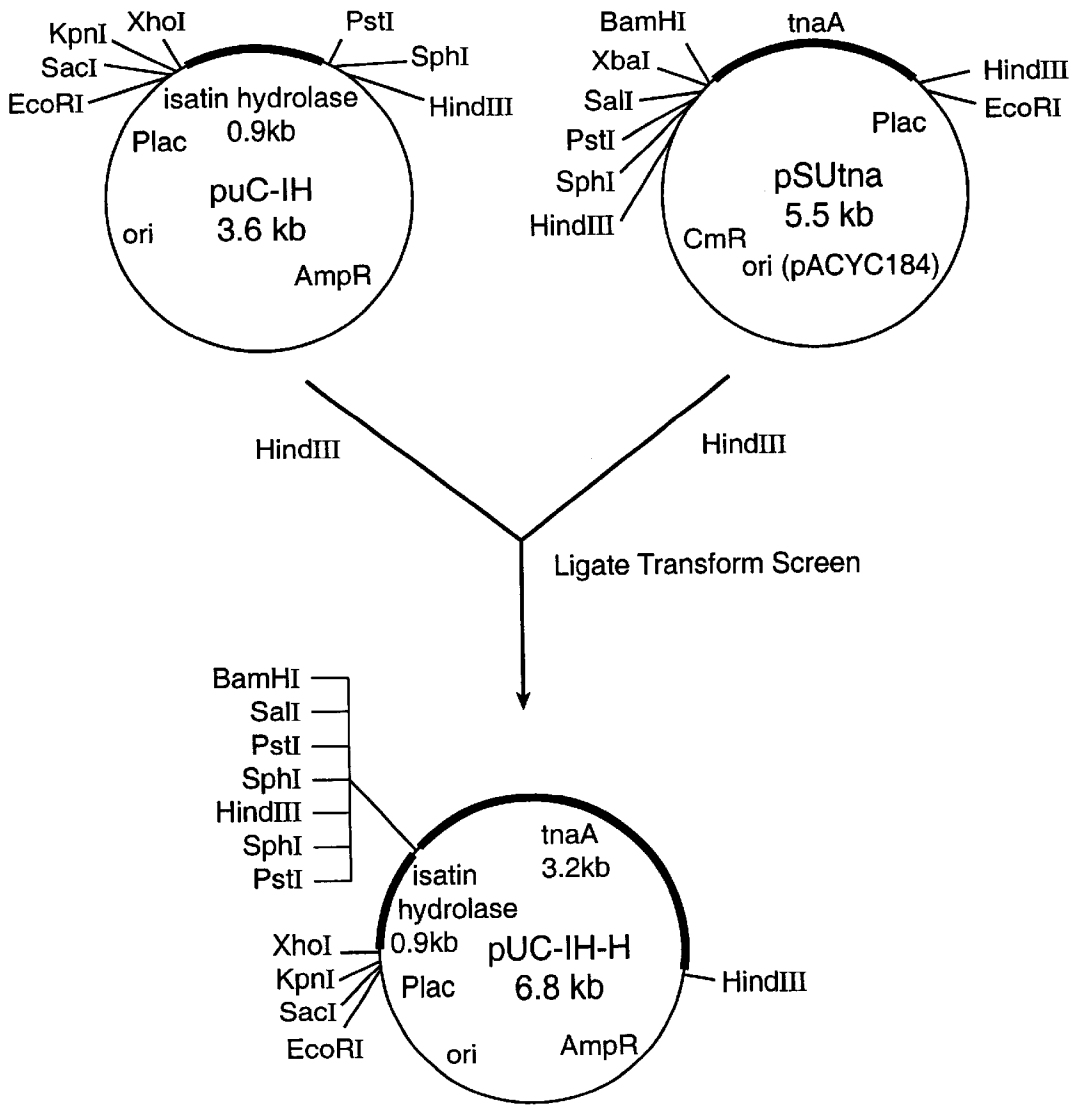 XhoI
KpnI
SacI
EcoRI
PstI
SphI
HindIII
isatin hydrolase
0.9kb
Plac
puC-IH
3.6 kb
ori
AmpR
BamHI
XbaI
SalI
PstI
SphI
HindIII
tnaA
HindIII
EcoRI
Plac
pSUtna
5.5 kb
CmR
ori (pACYC184)
HindIII
HindIII
Ligate Transform Screen
BamHI
SalI
PstI
SphI
HindIII
SphI
PstI
tnaA
3.2kb
isatin
hydrolase
0.9kb
XhoI
KpnI
SacI
EcoRI
Plac
pUC-IH-H
6.8 kb
HindIII
ori
AmpR